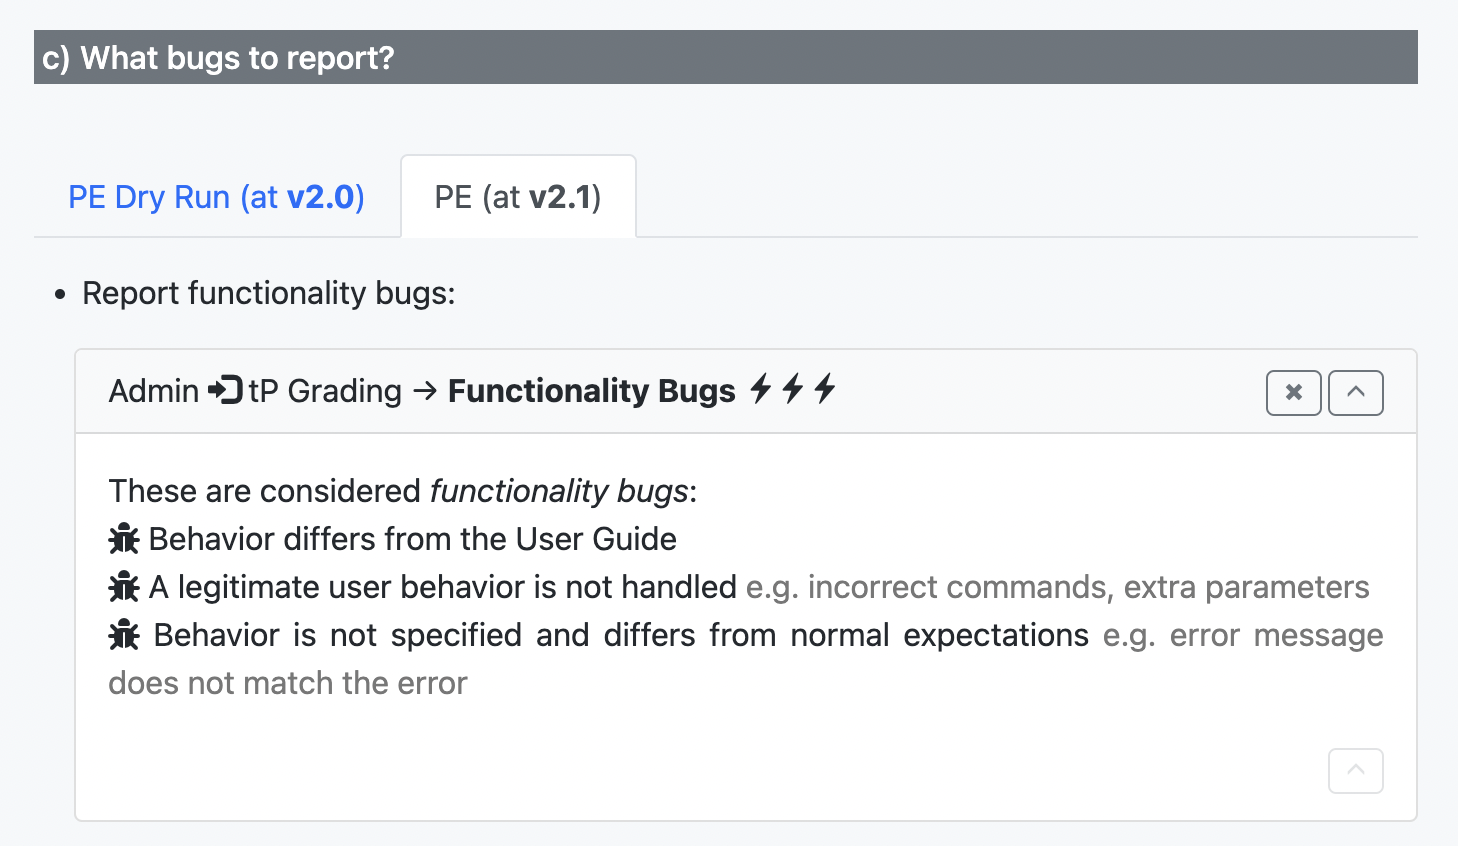 c) What bugs to report?
PE Dry Run (at v2.0) PE (at v2.1)
• Report functionality bugs:
Admin tP Grading → Functionality Bugs
These are considered functionality bugs:
Behavior differs from the User Guide
A legitimate user behavior is not handled e.g. incorrect commands, extra parameters
Behavior is not specified and differs from normal expectations e.g. error message
does not match the error